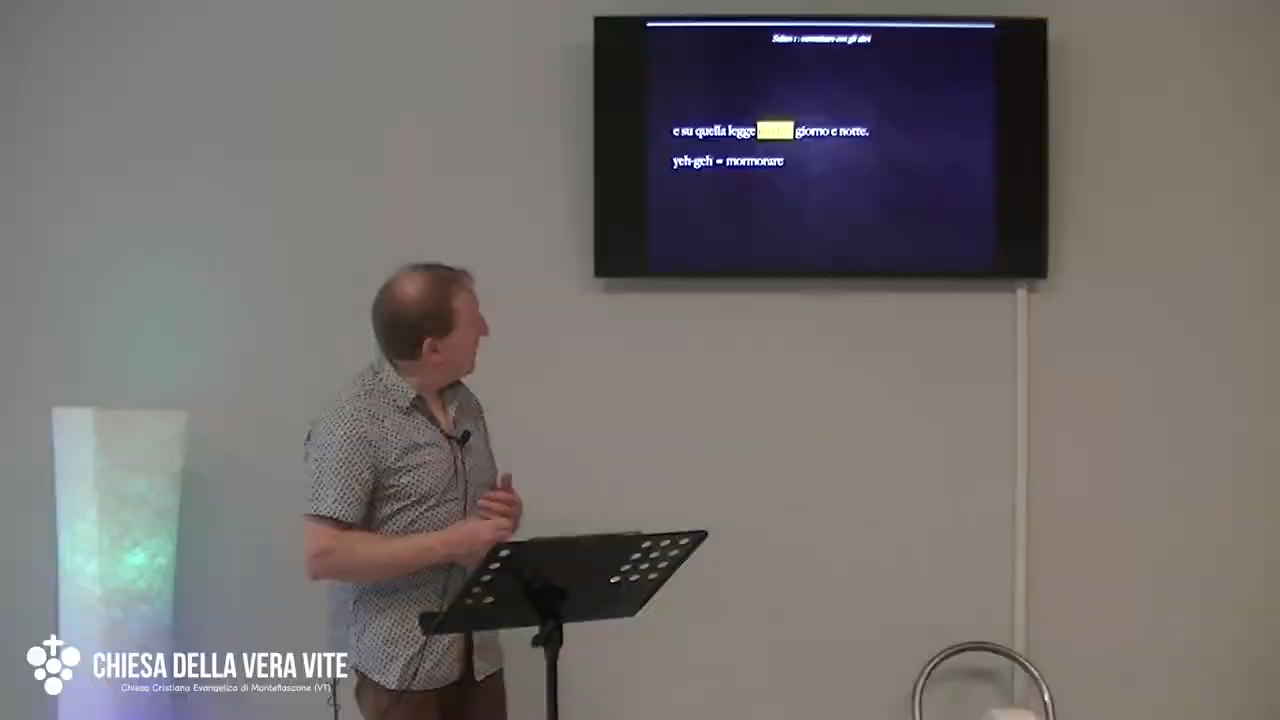 e su quella legge giorno e notte.
yeh-geh = mormorare
CHIESA DELLA VERA VITE
Chiesa Cristiana Evangelica di Montefiascone (VT)